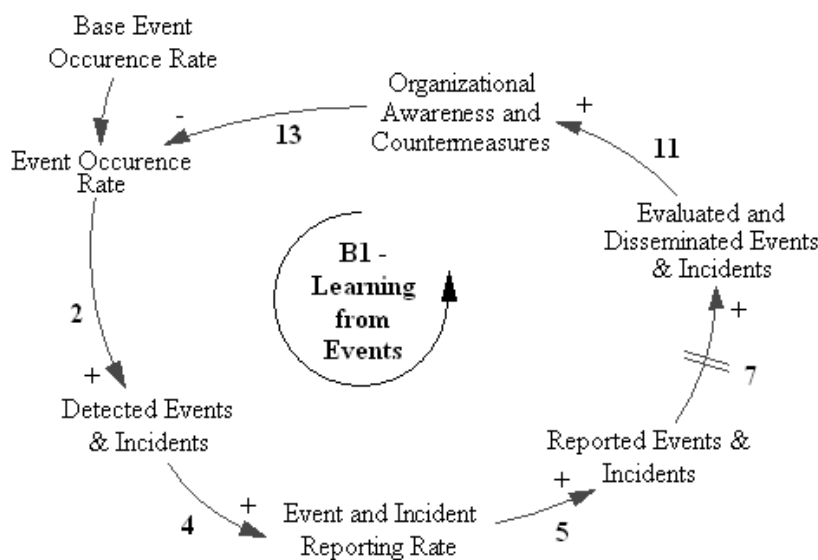 Base Event
Occurence Rate
Organizational
Awareness and
Countermeasures
+
-
13
11
Event Occurence
Rate
Evaluated and
Disseminated Events
& Incidents
B1 -
Learning
from
Events
2
+
+
7
Detected Events
& Incidents
Reported Events &
Incidents
+
+
4
Event and Incident
Reporting Rate
5